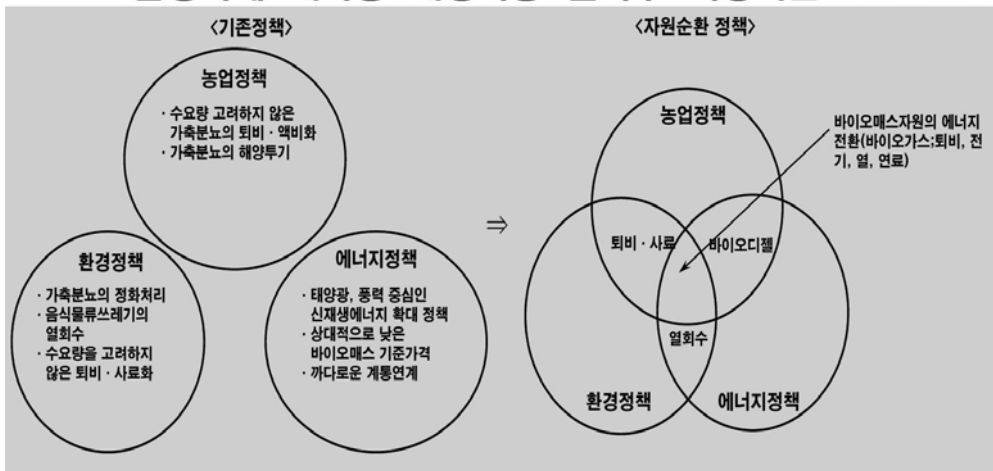 <기존정책>
농업정책
· 수요량 고려하지 않은
가축분뇨의 퇴비 · 액비화
· 가축분뇨의 해양투기
환경정책
· 가축분뇨의 정화처리
· 음식물류쓰레기의
열회수
· 수요량을 고려하지
않은 퇴비 · 사료화
에너지정책
· 태양광, 풍력 중심인
신재생에너지 확대 정책
· 상대적으로 낮은
바이오매스 기준가격
· 까다로운 계통연계
⇒
<자원순환 정책>
농업정책
바이오매스자원의 에너지
전환(바이오가스;퇴비, 전
기, 열, 연료)
퇴비 · 사료
바이오디젤
열회수
환경정책
에너지정책